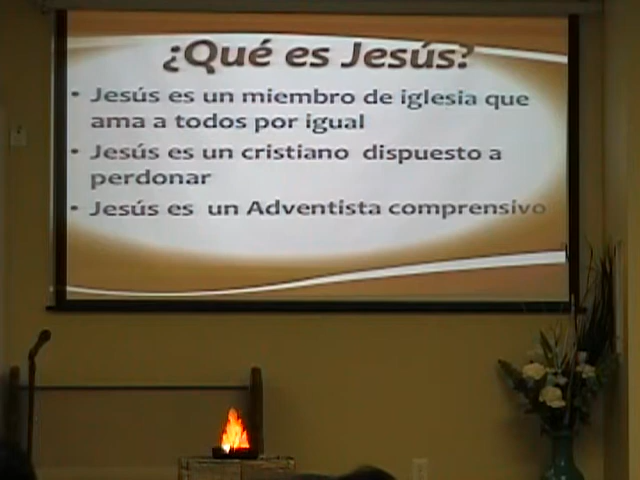 ¿Qué es Jesús?
• Jesús es un miembro de iglesia que
ama a todos por igual
• Jesús es un cristiano dispuesto a
perdonar
• Jesús es un Adventista comprensivo